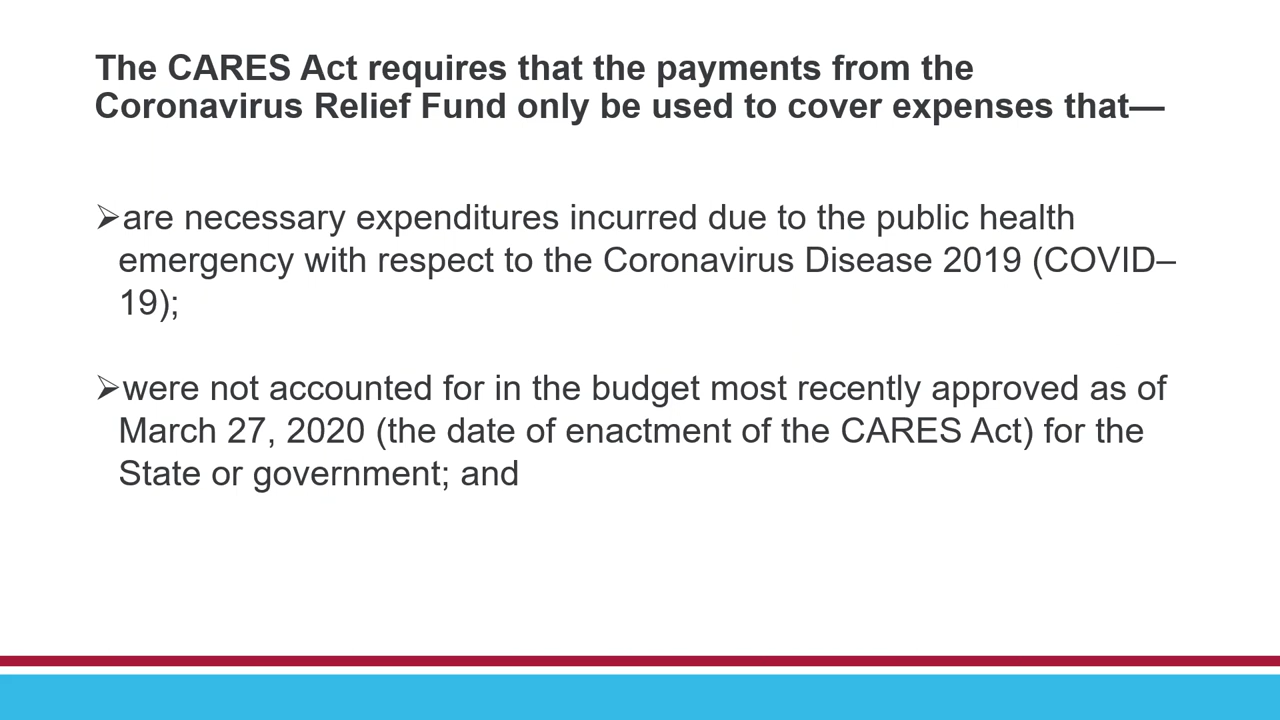 The CARES Act requires that the payments from the
Coronavirus Relief Fund only be used to cover expenses that—
➢are necessary expenditures incurred due to the public health
emergency with respect to the Coronavirus Disease 2019 (COVID–
19);
➢were not accounted for in the budget most recently approved as of
March 27, 2020 (the date of enactment of the CARES Act) for the
State or government; and